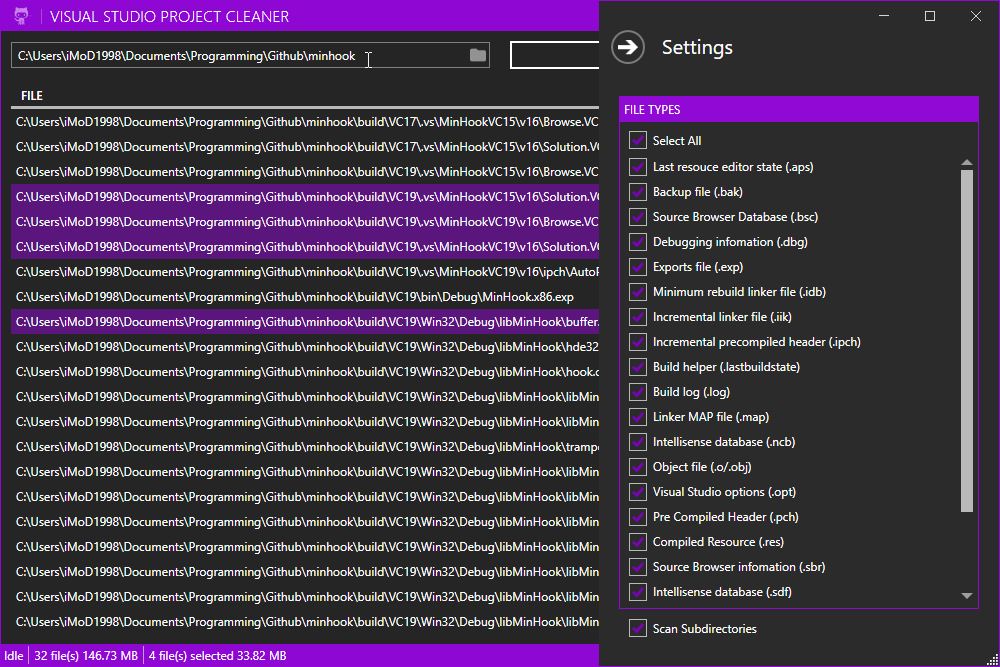 VISUAL STUDIO PROJECT CLEANER
C:\Users\iMoD1998\Documents\Programming\Github\minhook
FILE
C:\Users\iMoD1998\Documents\Programming\Github\minhook\build\VC17\.vs\MinHookVC15\v16\Browse.VC
C:\Users\iMoD1998\Documents\Programming\Github\minhook\build\VC17\.vs\MinHookVC15\v16\Solution.VC
C:\Users\iMoD1998\Documents\Programming\Github\minhook\build\VC19\.vs\MinHookVC15\v16\Browse.VC
C:\Users\iMoD1998\Documents\Programming\Github\minhook\build\VC19\.vs\MinHookVC15\v16\Solution.VC
C:\Users\iMoD1998\Documents\Programming\Github\minhook\build\VC19\.vs\MinHookVC19\v16\Browse.VC
C:\Users\iMoD1998\Documents\Programming\Github\minhook\build\VC19\.vs\MinHookVC19\v16\Solution.VC
C:\Users\iMoD1998\Documents\Programming\Github\minhook\build\VC19\.vs\MinHookVC19\v16\ipch\AutoP
C:\Users\iMoD1998\Documents\Programming\Github\minhook\build\VC19\bin\Debug\MinHook.x86.exp
C:\Users\iMoD1998\Documents\Programming\Github\minhook\build\VC19\Win32\Debug\libMinHook\buffer.
C:\Users\iMoD1998\Documents\Programming\Github\minhook\build\VC19\Win32\Debug\libMinHook\hde32
C:\Users\iMoD1998\Documents\Programming\Github\minhook\build\VC19\Win32\Debug\libMinHook\hook.o
C:\Users\iMoD1998\Documents\Programming\Github\minhook\build\VC19\Win32\Debug\libMinHook\libMin
C:\Users\iMoD1998\Documents\Programming\Github\minhook\build\VC19\Win32\Debug\libMinHook\libMin
C:\Users\iMoD1998\Documents\Programming\Github\minhook\build\VC19\Win32\Debug\libMinHook\trampo
C:\Users\iMoD1998\Documents\Programming\Github\minhook\build\VC19\Win32\Debug\libMinHook\libMin
C:\Users\iMoD1998\Documents\Programming\Github\minhook\build\VC19\Win32\Debug\libMinHook\libMin
C:\Users\iMoD1998\Documents\Programming\Github\minhook\build\VC19\Win32\Debug\libMinHook\libMin
C:\Users\iMoD1998\Documents\Programming\Github\minhook\build\VC19\Win32\Debug\libMinHook\libMin
C:\Users\iMoD1998\Documents\Programming\Github\minhook\build\VC19\Win32\Debug\libMinHook\libMin
C:\Users\iMoD1998\Documents\Programming\Github\minhook\build\VC19\Win32\Debug\libMinHook\libMin
C:\Users\iMoD1998\Documents\Programming\Github\minhook\build\VC19\Win32\Debug\libMinHook\libMin
Idle
32 file(s) 146.73 MB
4 file(s) selected 33.82 MB
Settings
FILE TYPES
Select All
Last resouce editor state (.aps)
Backup file (.bak)
Source Browser Database (.bsc)
Debugging infomation (.dbg)
Exports file (.exp)
Minimum rebuild linker file (.idb)
Incremental linker file (.iik)
Incremental precompiled header (.ipch)
Build helper (.lastbuildstate)
Build log (.log)
Linker MAP file (.map)
Intellisense database (.ncb)
Object file (.o/.obj)
Visual Studio options (.opt)
Pre Compiled Header (.pch)
Compiled Resource (.res)
Source Browser infomation (.sbr)
Intellisense database (.sdf)
Scan Subdirectories